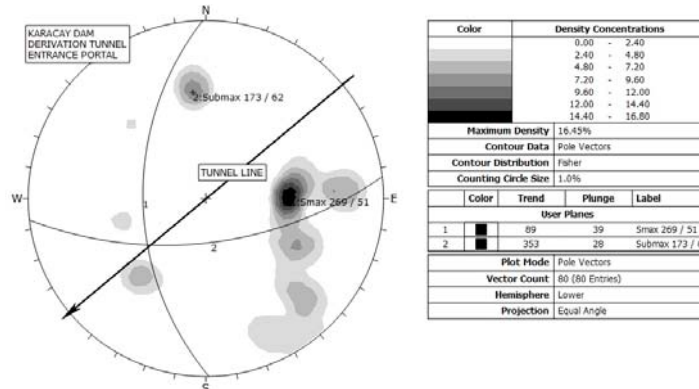 KARACAY DAM
DERIVATION TUNNEL
ENTRANCE PORTAL
N
2:Submax 173 / 62
TUNNEL LINE
W
E
1:Smax 269 / 51
1
2
S
Color Density Concentrations
0.00 - 2.40
2.40 - 4.80
4.80 - 7.20
7.20 - 9.60
9.60 - 12.00
12.00 - 14.40
14.40 - 16.80
Maximum Density 16.45%
Contour Data Pole Vectors
Contour Distribution Fisher
Counting Circle Size 1.0%
Color Trend Plunge Label
User Planes
1 89 39 Smax 269 / 51
2 353 28 Submax 173 /
Plot Mode Pole Vectors
Vector Count 80 (80 Entries)
Hemisphere Lower
Projection Equal Angle